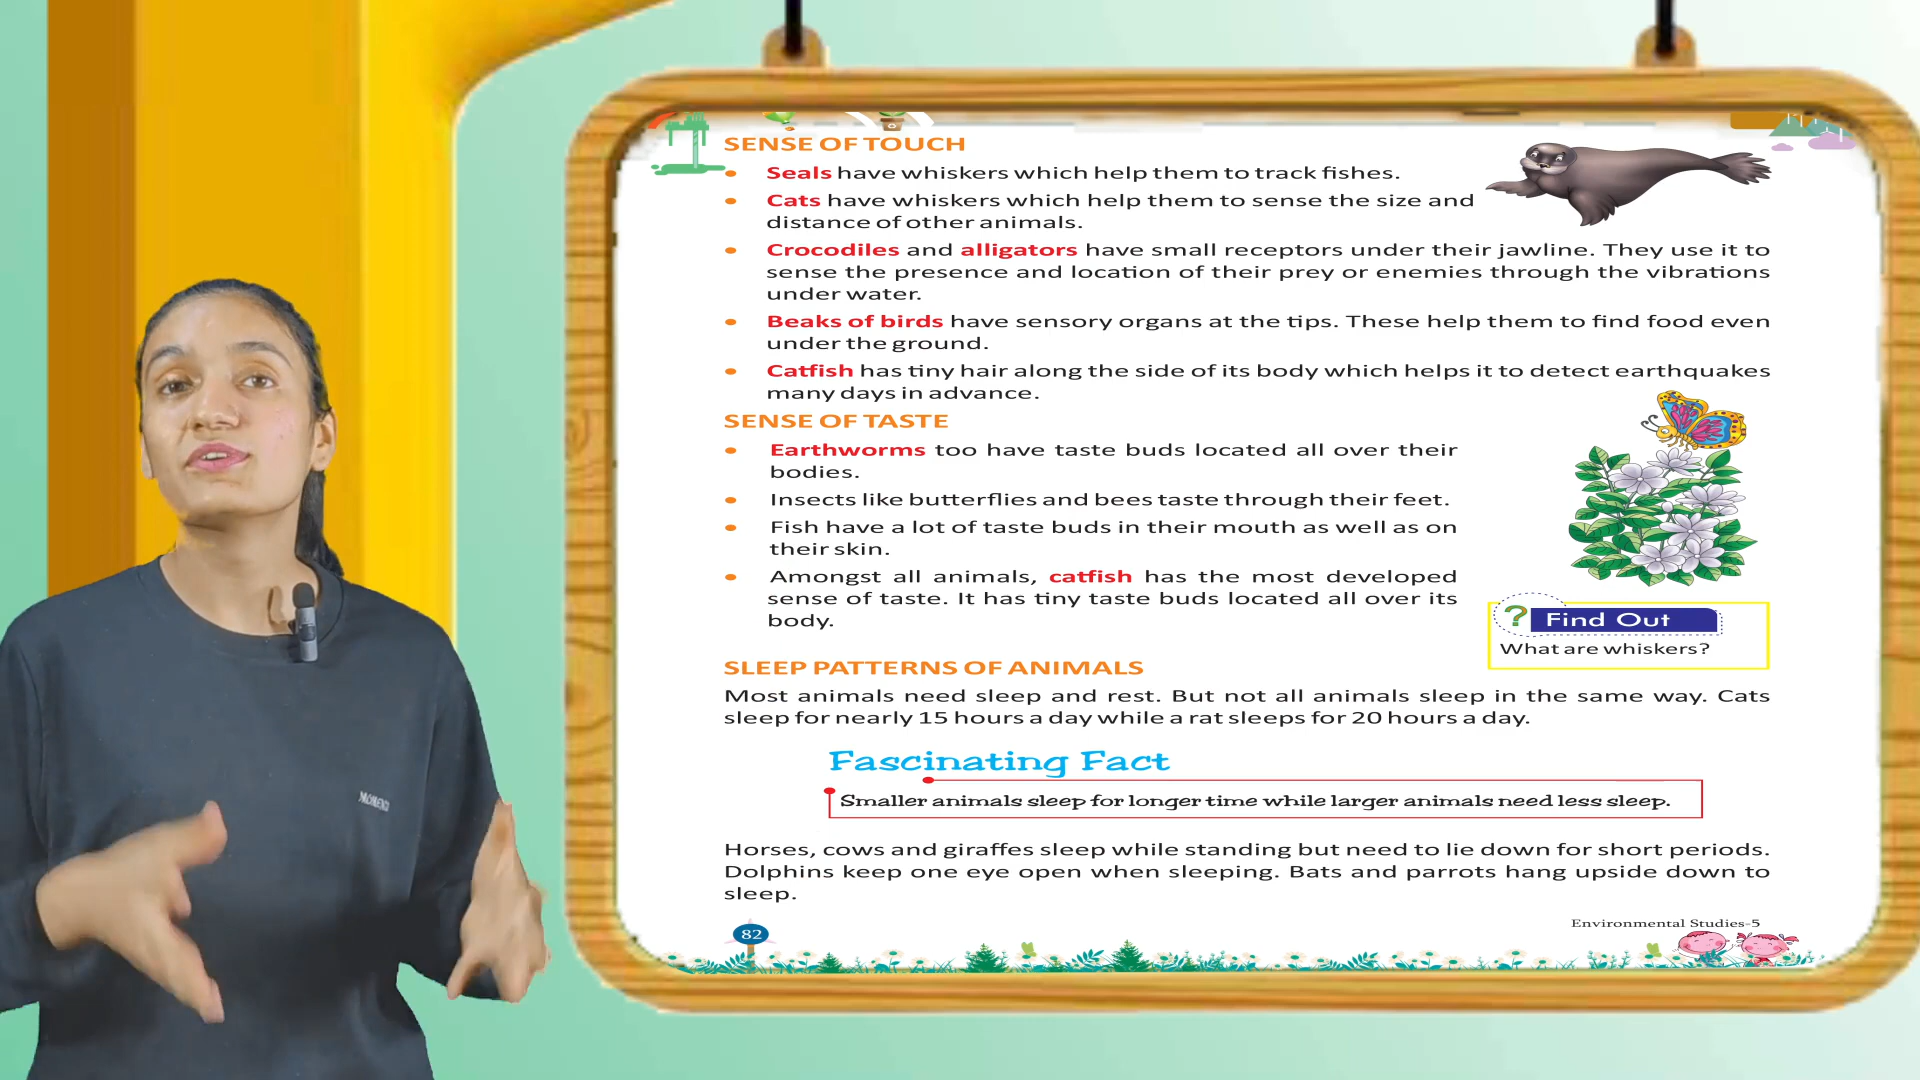 SENSE OF TOUCH
• Seals have whiskers which help them to track fishes.
• Cats have whiskers which help them to sense the size and
distance of other animals.
• Crocodiles and alligators have small receptors under their jawline. They use it to
sense the presence and location of their prey or enemies through the vibrations
under water.
• Beaks of birds have sensory organs at the tips. These help them to find food even
under the ground.
• Catfish has tiny hair along the side of its body which helps it to detect earthquakes
many days in advance.
SENSE OF TASTE
• Earthworms too have taste buds located all over their
bodies.
• Insects like butterflies and bees taste through their feet.
• Fish have a lot of taste buds in their mouth as well as on
their skin.
• Amongst all animals, catfish has the most developed
sense of taste. It has tiny taste buds located all over its
body.
? Find Out
What are whiskers?
SLEEP PATTERNS OF ANIMALS
Most animals need sleep and rest. But not all animals sleep in the same way. Cats
sleep for nearly 15 hours a day while a rat sleeps for 20 hours a day.
Fascinating Fact
Smaller animals sleep for longer time while larger animals need less sleep.
Horses, cows and giraffes sleep while standing but need to lie down for short periods.
Dolphins keep one eye open when sleeping. Bats and parrots hang upside down to
sleep.
82
Environmental Studies-5